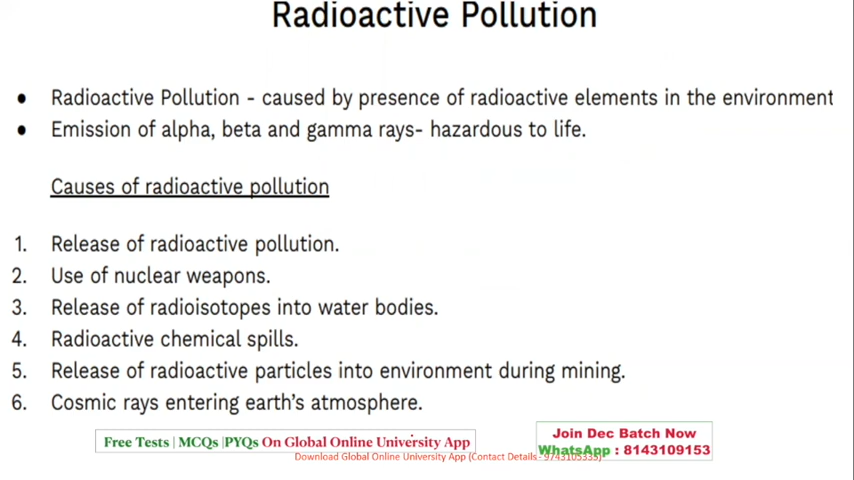 Radioactive Pollution
● Radioactive Pollution - caused by presence of radioactive elements in the environment
● Emission of alpha, beta and gamma rays- hazardous to life.
Causes of radioactive pollution
1. Release of radioactive pollution.
2. Use of nuclear weapons.
3. Release of radioisotopes into water bodies.
4. Radioactive chemical spills.
5. Release of radioactive particles into environment during mining.
6. Cosmic rays entering earth's atmosphere.
Free Tests | MCQs |PYQs On Global Online University App
Join Dec Batch Now
WhatsApp : 8143109153
Download Global Online University App (Contact Details - 9743105335)